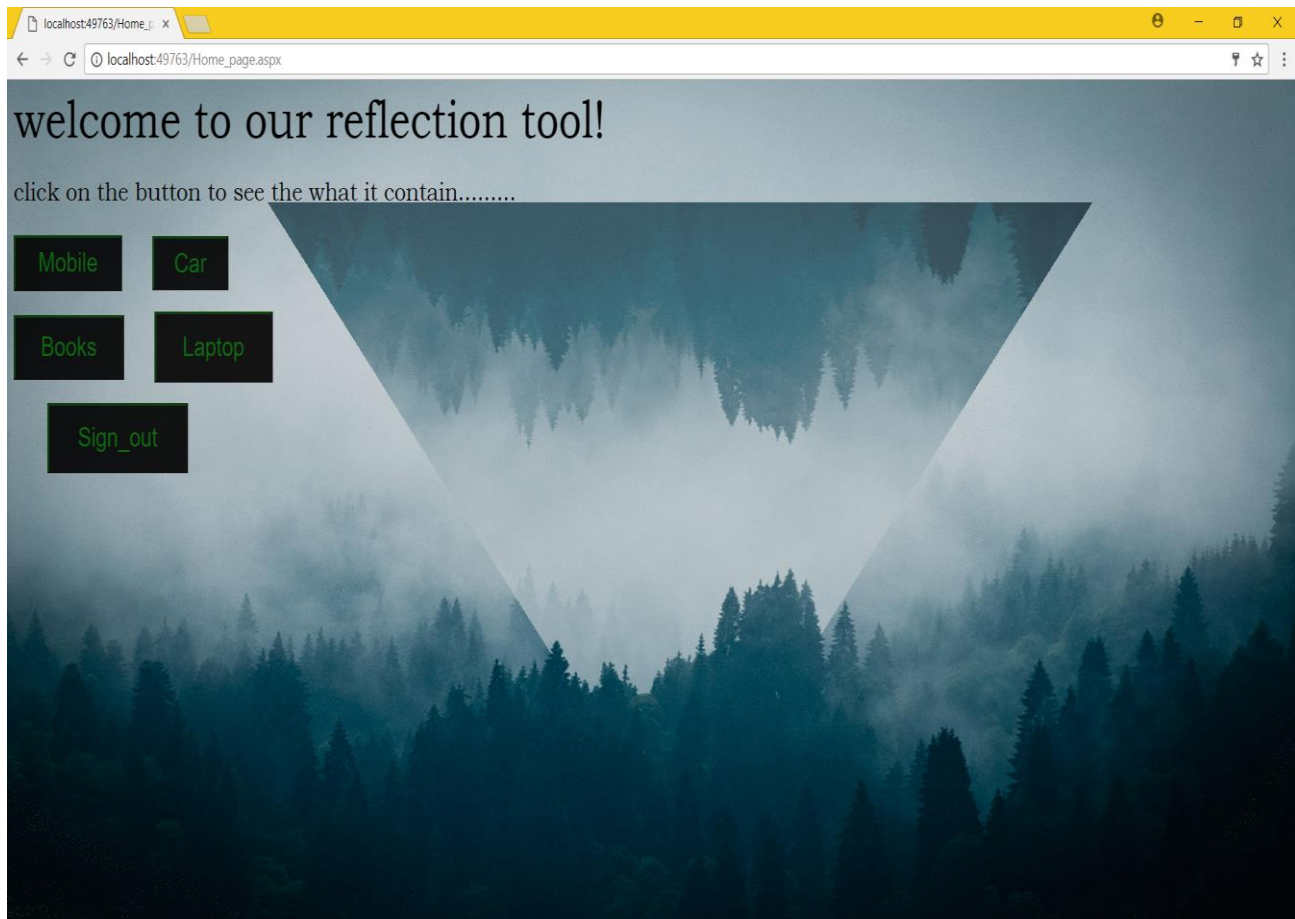 localhost:49763/Home_p
localhost:49763/Home_page.aspx
welcome to our reflection tool!
click on the button to see the what it contain.........
Mobile Car
Books Laptop
Sign_out